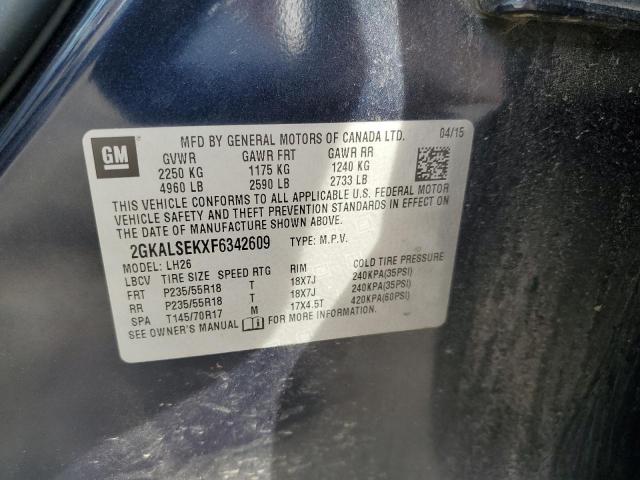 MFD BY GENERAL MOTORS OF CANADA LTD. 04/15
GM
GVWR GAWR FRT GAWR RR
2250 KG 1175 KG 1240 KG
4960 LB 2590 LB 2733 LB
THIS VEHICLE CONFORMS TO ALL APPLICABLE U.S. FEDERAL MOTOR
VEHICLE SAFETY AND THEFT PREVENTION STANDARDS IN EFFECT ON
THE DATE OF MANUFACTURE SHOWN ABOVE.
2GKALSEKXF6342609 TYPE: M.P.V.
MODEL: LH26
LBCV TIRE SIZE SPEED RTG RIM COLD TIRE PRESSURE
FRT P235/55R18 T 18X7J 240KPA(35PSI)
RR P235/55R18 T 18X7J 240KPA(35PSI)
SPA T145/70R17 M 17X4.5T 420KPA(60PSI)
SEE OWNER'S MANUAL FOR MORE INFORMATION.